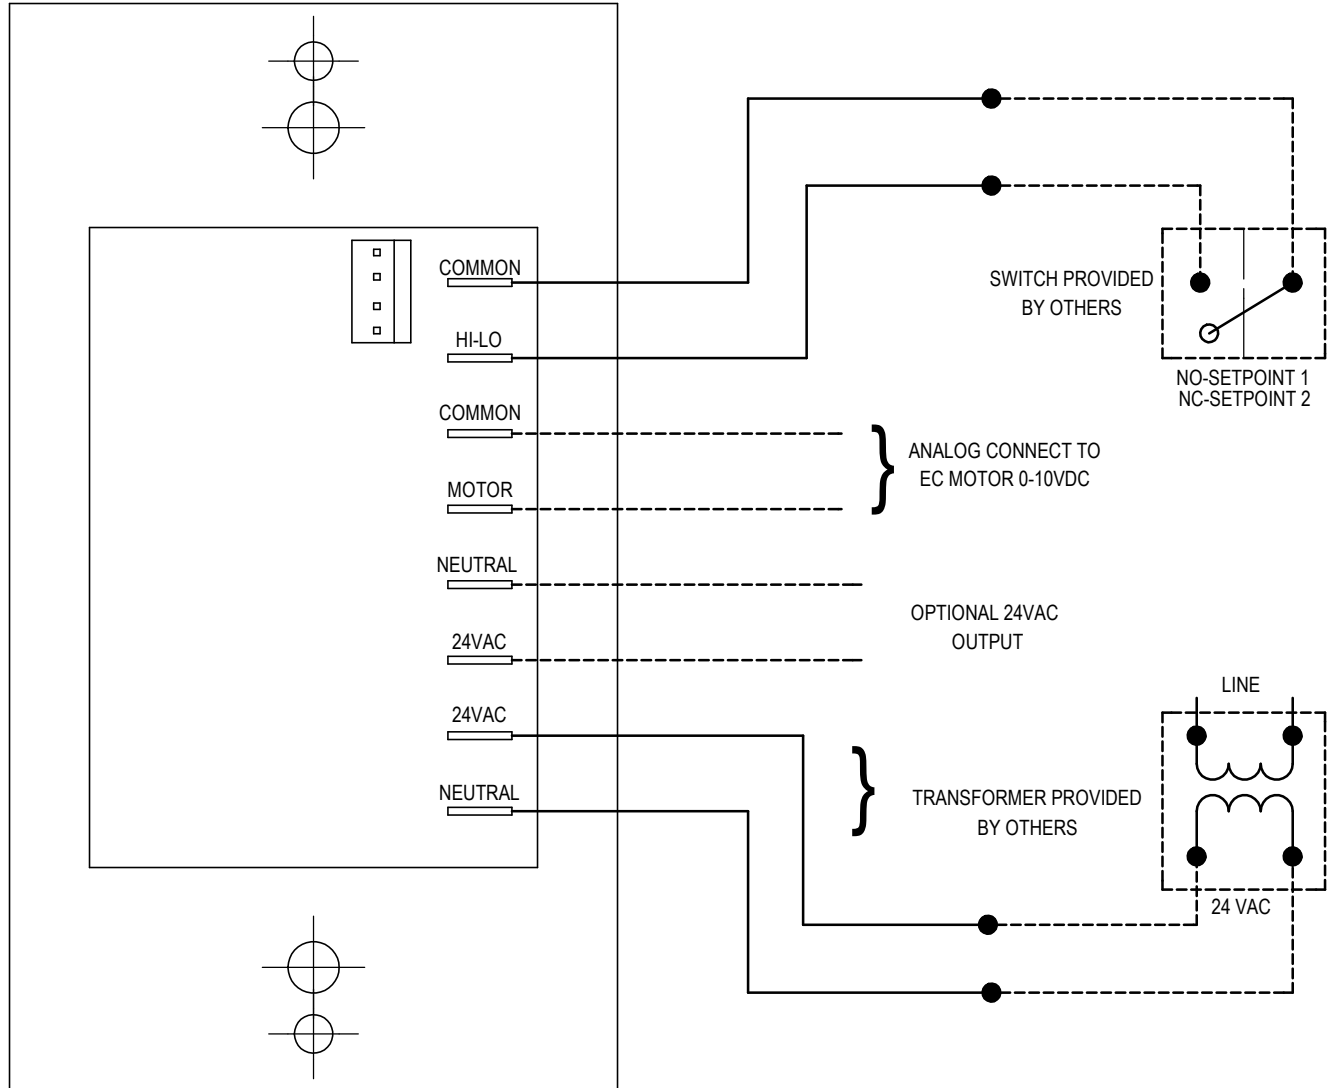 COMMON
HI-LO
COMMON
MOTOR
NEUTRAL
24VAC
24VAC
NEUTRAL
SWITCH PROVIDED
BY OTHERS
NO-SETPOINT 1
NC-SETPOINT 2
ANALOG CONNECT TO
EC MOTOR 0-10VDC
OPTIONAL 24VAC
OUTPUT
LINE
TRANSFORMER PROVIDED
BY OTHERS
24 VAC